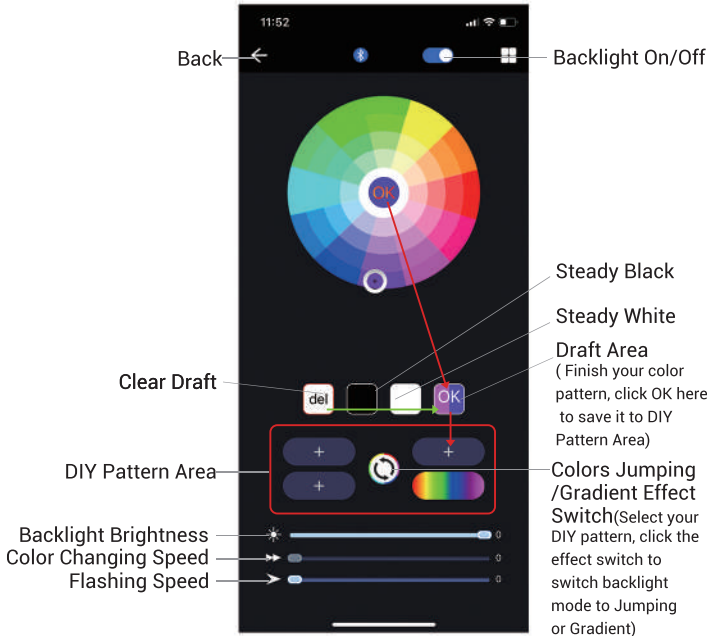 11:52
Back
Backlight On/Off
OK
Steady Black
Steady White
Draft Area
( Finish your color
pattern, click OK here
to save it to DIY
Pattern Area)
Clear Draft
del
OK
DIY Pattern Area
+
+
+
Colors Jumping
/Gradient Effect
Switch(Select your
DIY pattern, click the
effect switch to
switch backlight
mode to Jumping
or Gradient)
Backlight Brightness
0
Color Changing Speed
0
Flashing Speed
0